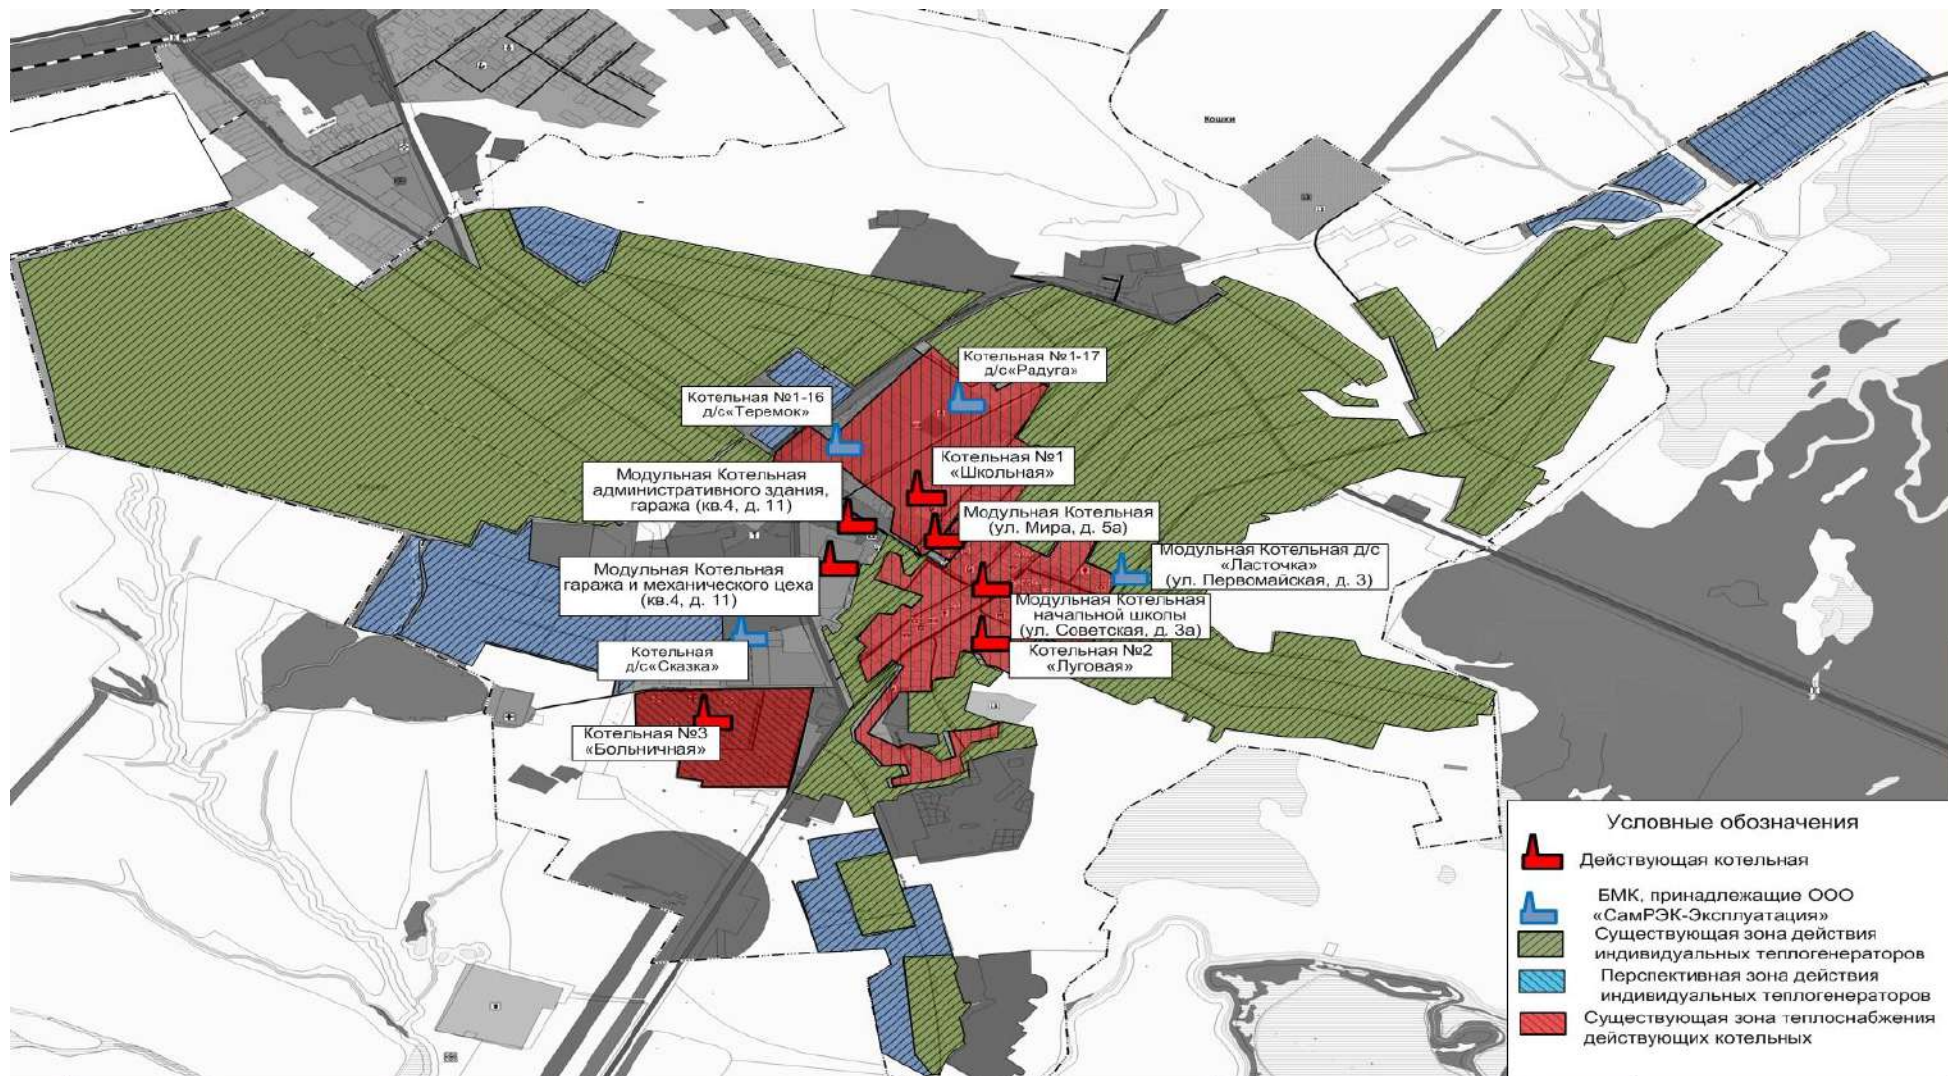 Кошки
Котельная №1-17
д/с«Радуга»
Котельная №1-16
д/с«Теремок»
Котельная №1
«Школьная»
Модульная Котельная
административного здания,
гаража (кв.4, д. 11)
Модульная Котельная
(ул. Мира, д. 5а)
Модульная Котельная д/с
«Ласточка»
(ул. Первомайская, д. 3)
Модульная Котельная
гаража и механического цеха
(кв.4, д. 11)
Модульная Котельная
начальной школы
(ул. Советская, д. 3а)
Котельная
д/с«Сказка»
Котельная №2
«Луговая»
Котельная №3
«Больничная»
Условные обозначения
Действующая котельная
БМК, принадлежащие ООО
«СамРЭК-Эксплуатация»
Существующая зона действия
индивидуальных теплогенераторов
Перспективная зона действия
индивидуальных теплогенераторов
Существующая зона теплоснабжения
действующих котельных